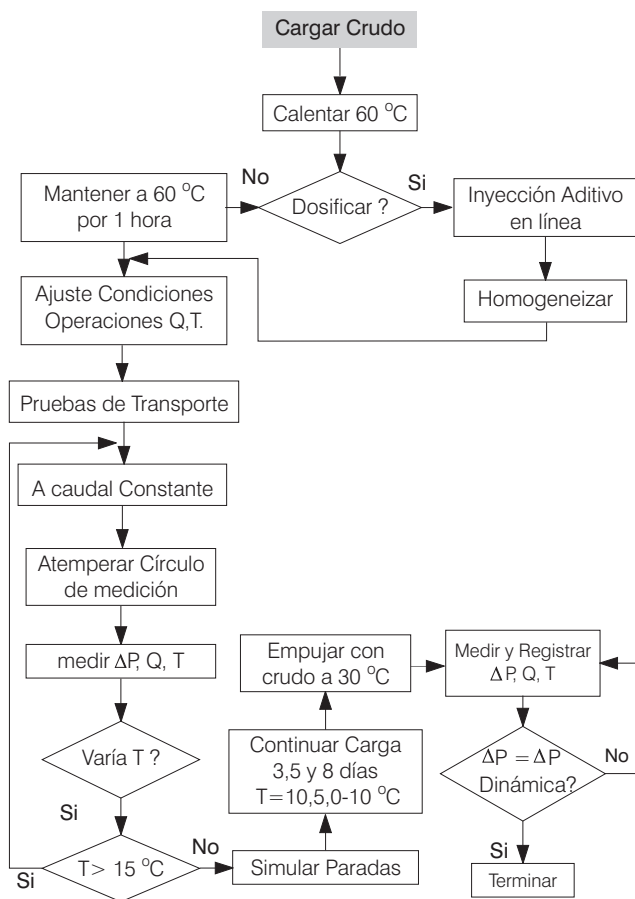 Cargar Crudo
Calentar 60 °C
Mantener a 60 °C
por 1 hora
No
Dosificar ?
Si
Inyección Aditivo
en línea
Homogeneizar
Ajuste Condiciones
Operaciones Q,T.
Pruebas de Transporte
A caudal Constante
Atemperar Círculo
de medición
medir ΔP, Q, T
Varía T ?
Si
T> 15 °C
Si
No
Simular Paradas
Continuar Carga
3,5 y 8 días
T=10,5,0-10 °C
Empujar con
crudo a 30 °C
Medir y Registrar
ΔP, Q, T
ΔP = ΔP
Dinámica?
No
Si
Terminar